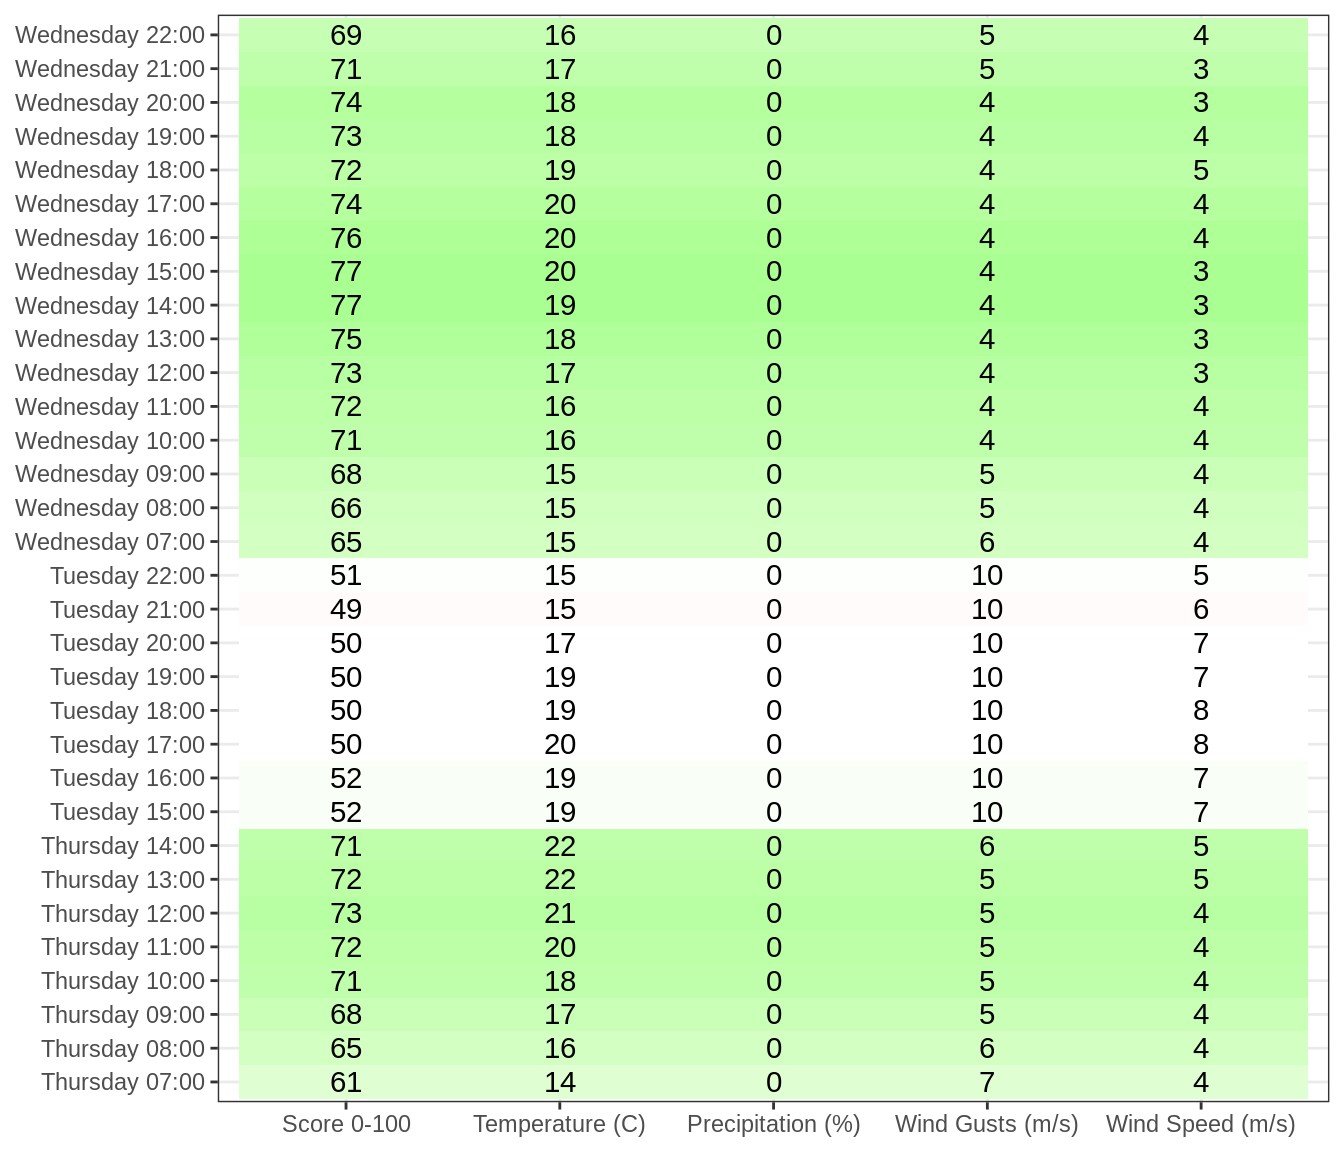 Wednesday 22:00 69 16 0 5 4
Wednesday 21:00 71 17 0 5 3
Wednesday 20:00 74 18 0 4 3
Wednesday 19:00 73 18 0 4 4
Wednesday 18:00 72 19 0 4 5
Wednesday 17:00 74 20 0 4 4
Wednesday 16:00 76 20 0 4 4
Wednesday 15:00 77 20 0 4 3
Wednesday 14:00 77 19 0 4 3
Wednesday 13:00 75 18 0 4 3
Wednesday 12:00 73 17 0 4 3
Wednesday 11:00 72 16 0 4 4
Wednesday 10:00 71 16 0 4 4
Wednesday 09:00 68 15 0 5 4
Wednesday 08:00 66 15 0 5 4
Wednesday 07:00 65 15 0 6 4
Tuesday 22:00 51 15 0 10 5
Tuesday 21:00 49 15 0 10 6
Tuesday 20:00 50 17 0 10 7
Tuesday 19:00 50 19 0 10 7
Tuesday 18:00 50 19 0 10 8
Tuesday 17:00 50 20 0 10 8
Tuesday 16:00 52 19 0 10 7
Tuesday 15:00 52 19 0 10 7
Thursday 14:00 71 22 0 6 5
Thursday 13:00 72 22 0 5 5
Thursday 12:00 73 21 0 5 4
Thursday 11:00 72 20 0 5 4
Thursday 10:00 71 18 0 5 4
Thursday 09:00 68 17 0 5 4
Thursday 08:00 65 16 0 6 4
Thursday 07:00 61 14 0 7 4
Score 0-100 Temperature (C) Precipitation (%) Wind Gusts (m/s) Wind Speed (m/s)